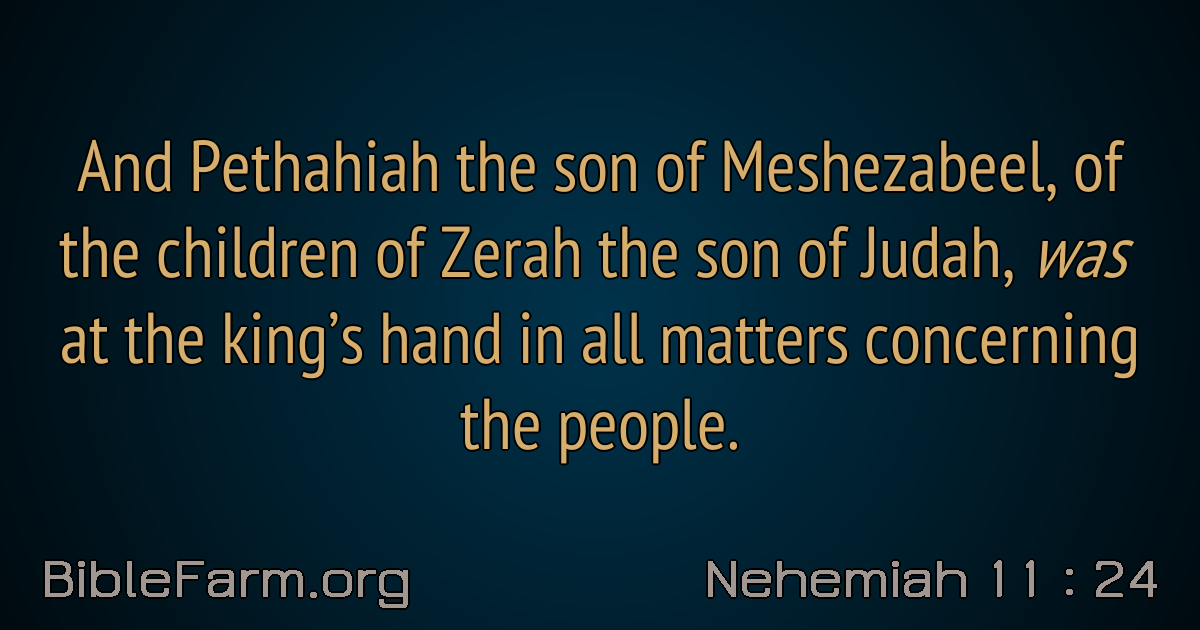 And Pethahiah the son of Meshezabeel, of
the children of Zerah the son of Judah, was
at the king’s hand in all matters concerning
the people.
BibleFarm.org
Nehemiah 11 : 24